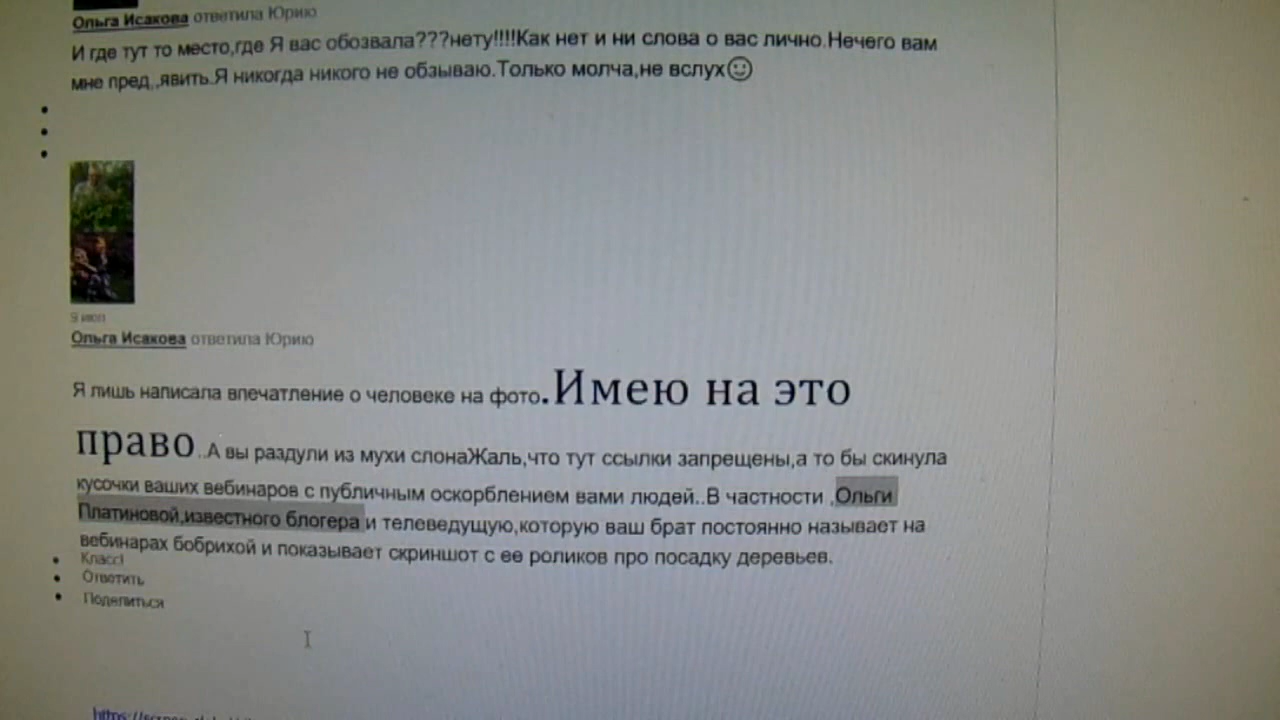 Ольга Исакова ответила Юрию
И где тут то место,где Я вас обозвала???нету!!!!Как нет и ни слова о вас лично.Нечего вам
мне пред,,явить.Я никогда никого не обзываю.Только молча,не вслух☺
9 июл
Ольга Исакова ответила Юрию
Я лишь написала впечатление о человеке на фото.Имею на это
право..А вы раздули из мухи слонаЖаль,что тут ссылки запрещены,а то бы скинула
кусочки ваших вебинаров с публичным оскорблением вами людей..В частности ,Ольги
Платиновой,известного блогера и телеведущую,которую ваш брат постоянно называет на
вебинарах бобрихой и показывает скриншот с ее роликов про посадку деревьев.
Класс!
Ответить
Поделиться